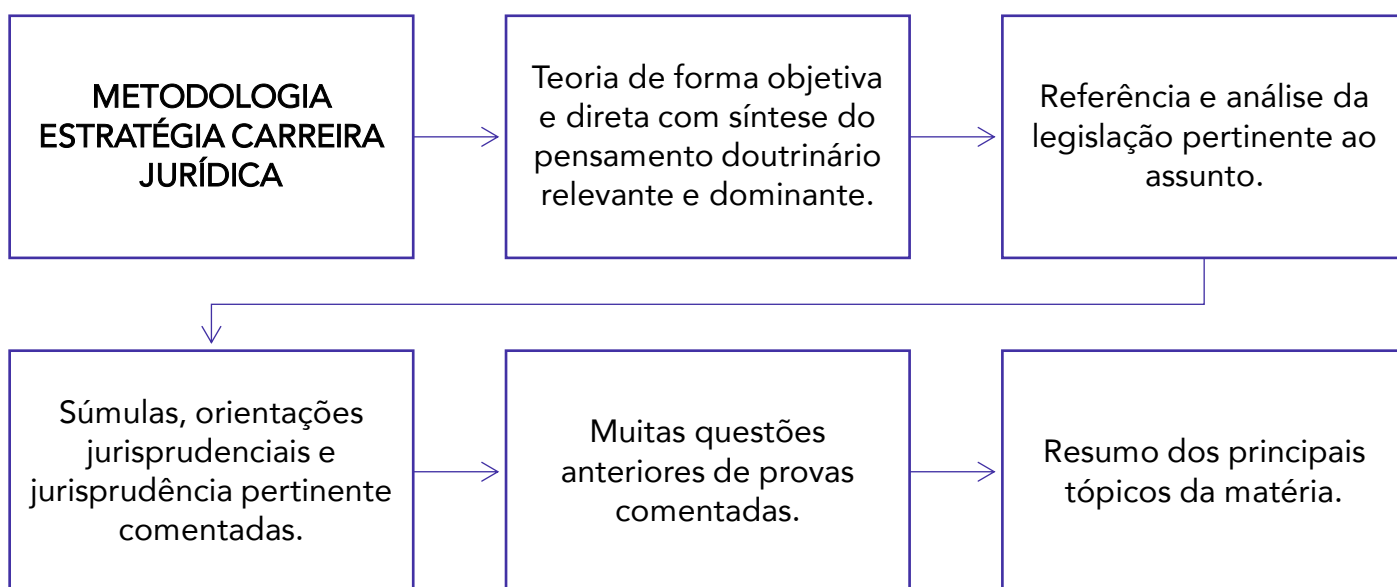 METODOLOGIA
ESTRATÉGIA CARREIRA
JURÍDICA
Teoria de forma objetiva
e direta com síntese do
pensamento doutrinário
relevante e dominante.
Referência e análise da
legislação pertinente ao
assunto.
Súmulas, orientações
jurisprudenciais e
jurisprudência pertinente
comentadas.
Muitas questões
anteriores de provas
comentadas.
Resumo dos principais
tópicos da matéria.